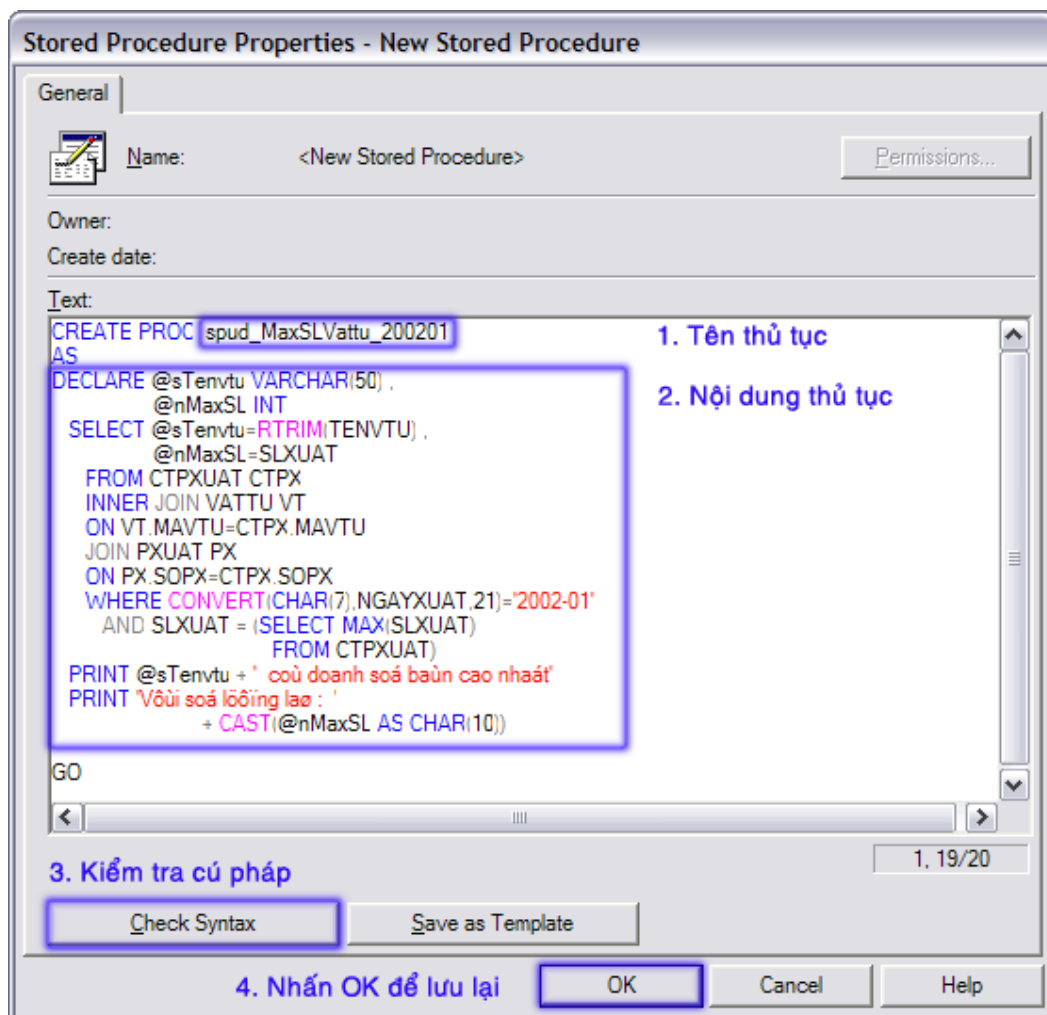 Stored Procedure Properties - New Stored Procedure
General
Name: <New Stored Procedure> Permissions...
Owner:
Create date:
Text:
CREATE PROC spud_MaxSLVattu_200201 1. Tên thủ tục
AS
DECLARE @sTenvtu VARCHAR(50) , 2. Nội dung thủ tục
@nMaxSL INT
SELECT @sTenvtu=RTRIM(TENVTU) ,
@nMaxSL=SLXUAT
FROM CTPXUAT CTPX
INNER JOIN VATTU VT
ON VT.MAVTU=CTPX.MAVTU
JOIN PXUAT PX
ON PX.SOPX=CTPX.SOPX
WHERE CONVERT(CHAR(7),NGAYXUAT,21)='2002-01'
AND SLXUAT = (SELECT MAX(SLXUAT)
FROM CTPXUAT)
PRINT @sTenvtu + '  coù doanh soá baùn cao nhaát'
PRINT 'Vôùi soá löôïng laø : '
+ CAST(@nMaxSL AS CHAR(10))
GO
1, 19/20
3. Kiểm tra cú pháp
Check Syntax Save as Template
4. Nhấn OK để lưu lại OK Cancel Help